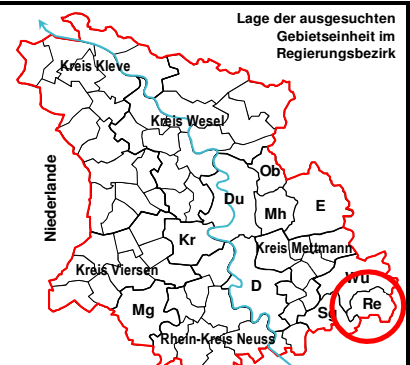 Lage der ausgesuchten
Gebietseinheit im
Regierungsbezirk
Kreis Kleve
Kreis Wesel
Niederlande
Ob
Du
E
Mh
Kr
Kreis Mettmann
Kreis Viersen
Wu
D
Re
Mg
Sg
Rhein-Kreis Neuss